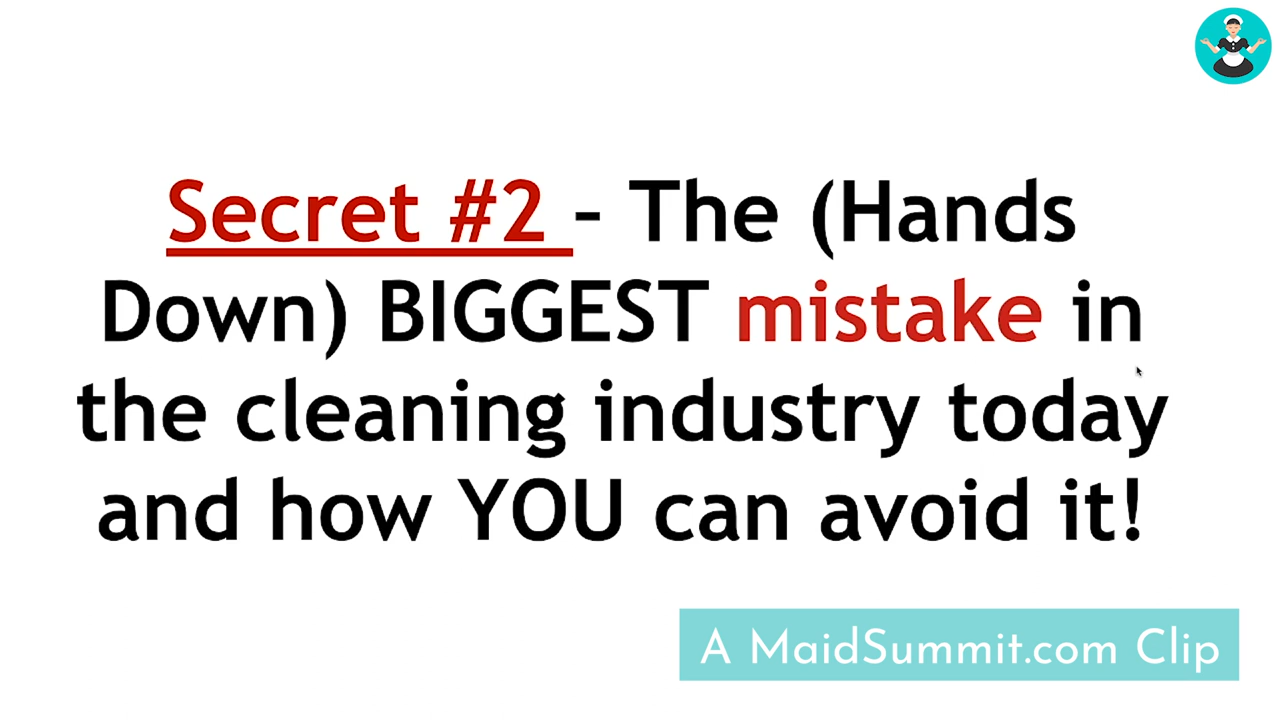 Secret #2 - The (Hands
Down) BIGGEST mistake in
the cleaning industry today
and how YOU can avoid it!
A MaidSummit.com Clip